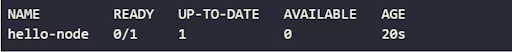 NAME READY UP-TO-DATE AVAILABLE AGE
hello-node 0/1 1 0 20s